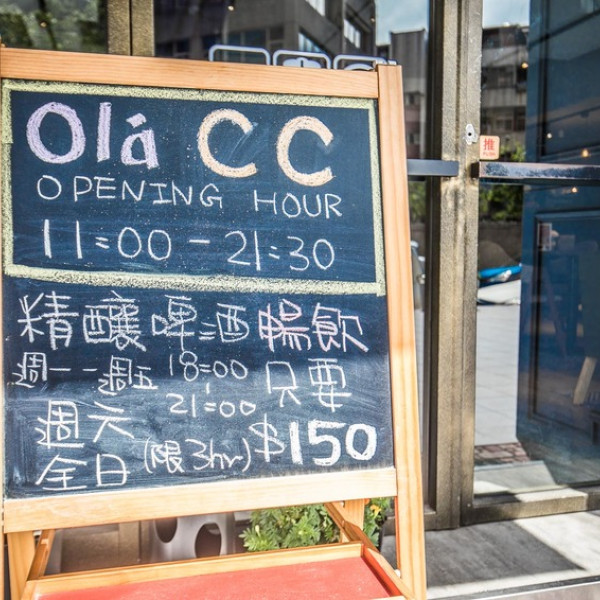 Olá CC
OPENING HOUR
11:00 - 21:30
精釀啤酒暢飲
週一-週五 18:00
21:00 只要
週六
全日 (限3hr) $150
推